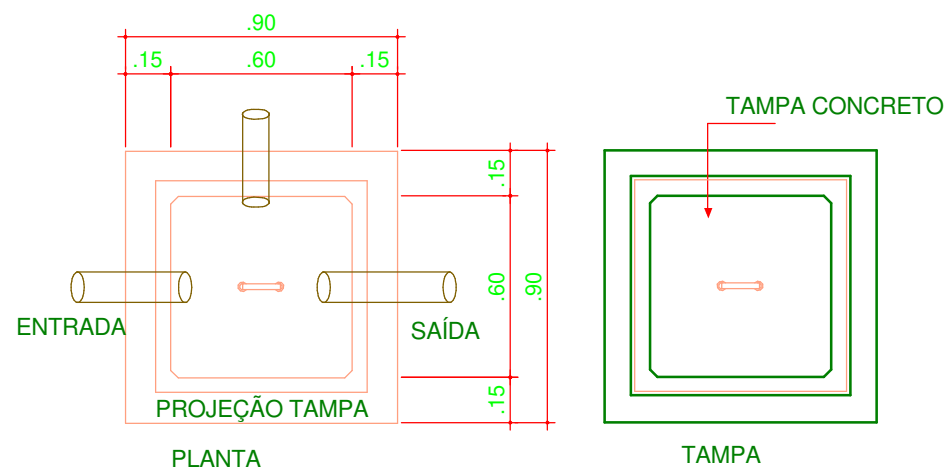 .90
.15
.60
.15
TAMPA CONCRETO
.15
.60
.90
ENTRADA
SAÍDA
.15
PROJEÇÃO TAMPA
PLANTA
TAMPA